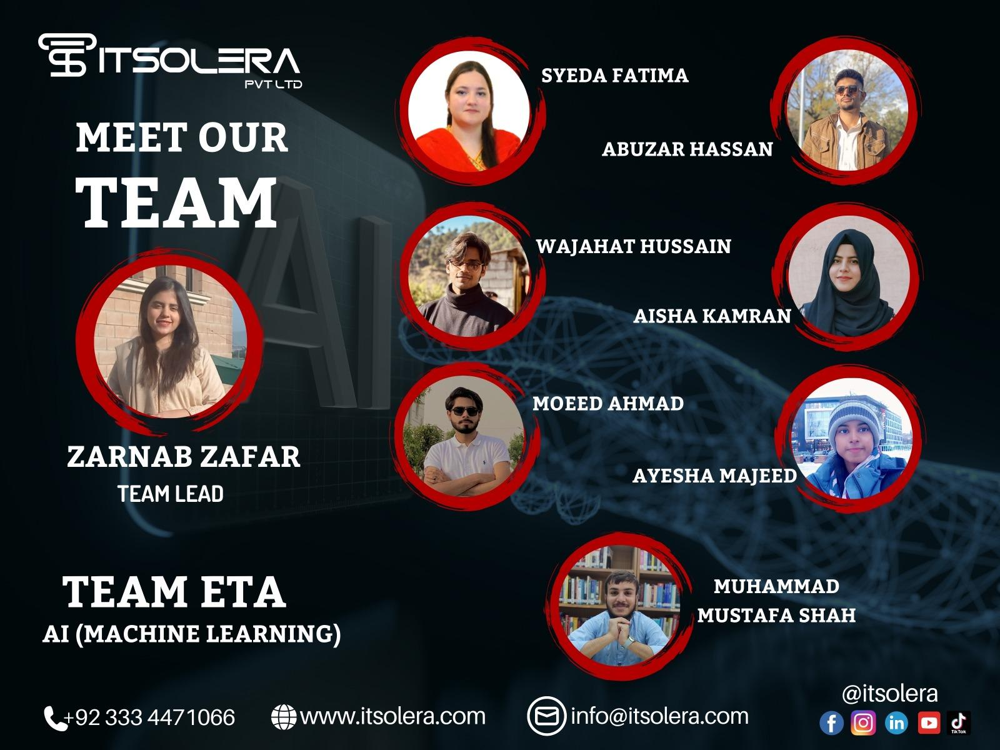 ITSOLERA
PVT LTD
MEET OUR
TEAM
ZARNAB ZAFAR
TEAM LEAD
TEAM ETA
AI (MACHINE LEARNING)
SYEDA FATIMA
ABUZAR HASSAN
WAJAHAT HUSSAIN
AISHA KAMRAN
MOEED AHMAD
AYESHA MAJEED
MUHAMMAD
MUSTAFA SHAH
AI
+92 333 4471066
www.itsolera.com
info@itsolera.com
@itsolera
TikTok